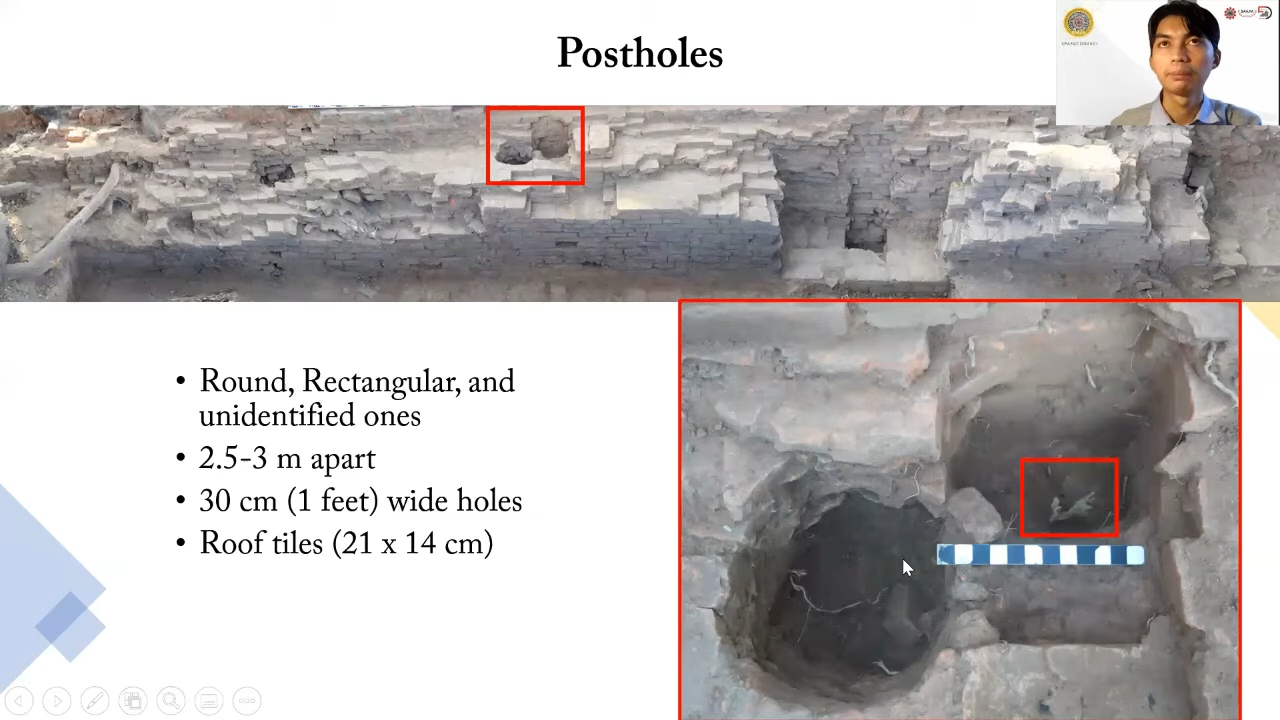 Postholes
• Round, Rectangular, and
unidentified ones
• 2.5-3 m apart
• 30 cm (1 feet) wide holes
• Roof tiles (21 x 14 cm)